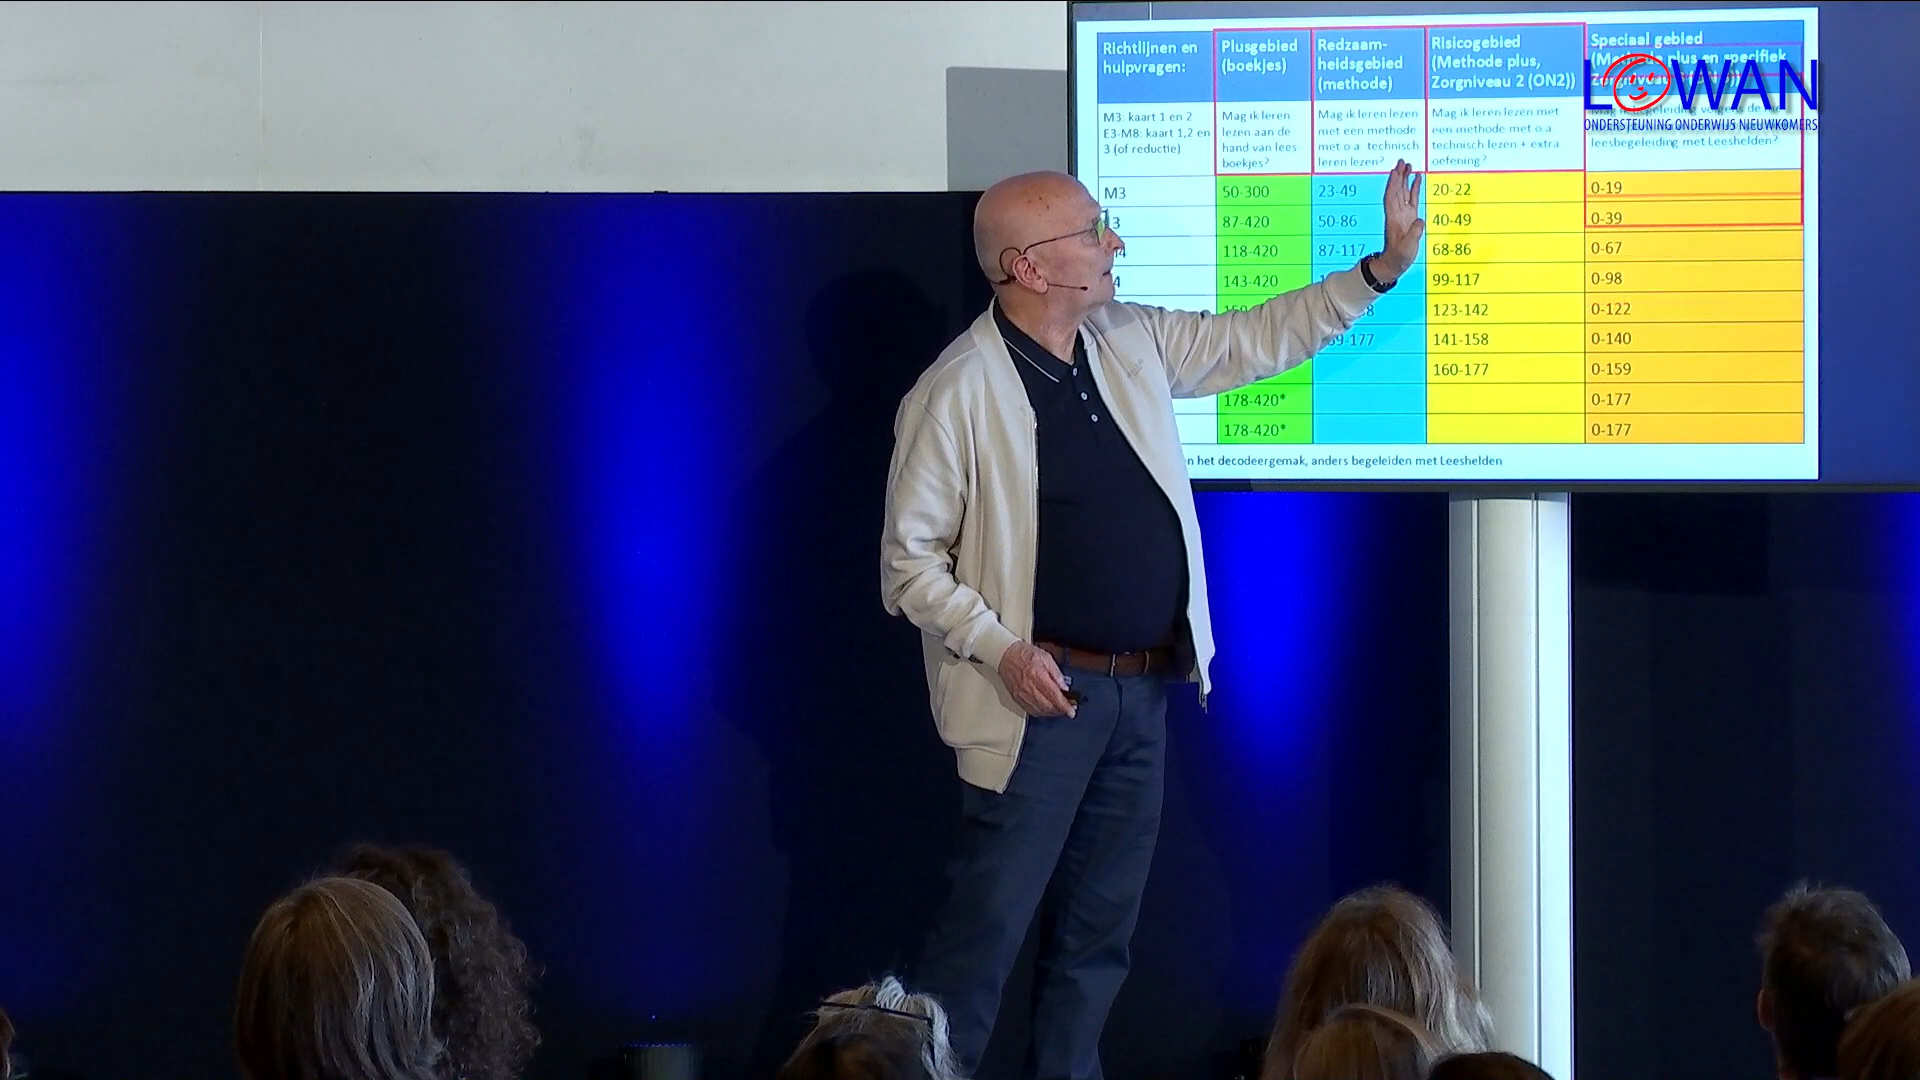 Richtlijnen en
hulpvragen:
Plusgebied
(boekjes)
Redzaam-
heidsgebied
(methode)
Risicogebied
(Methode plus,
Zorgniveau 2 (ON2))
Speciaal gebied
plus en specifiek
M3: kaart 1 en 2
E3-M8: kaart 1,2 en
3 (of reductie)
Mag ik leren
lezen aan de
hand van lees
boekjes?
Mag ik leren lezen
met een methode
met o a technisch
leren lezen?
Mag ik leren lezen met
een methode met o a
technisch lezen + extra
oefening?
leesbegeleiding met Leeshelden?
LOWAN
ONDERSTEUNING ONDERWIJS NIEUWKOMERS
M3 50-300 23-49 20-22 0-19
3 87-420 50-86 40-49 0-39
118-420 87-117 68-86 0-67
4 143-420 99-117 0-98
123-142 0-122
141-158 0-140
160-177 0-159
178-420* 0-177
178-420* 0-177
het decodeergemak, anders begeleiden met Leeshelden